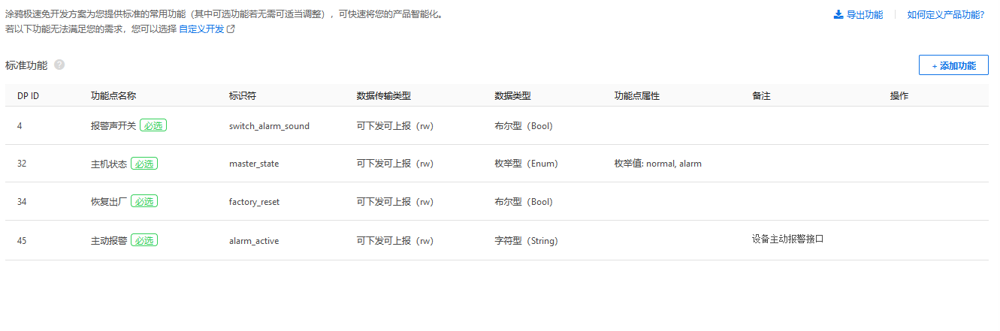 涂鸦极速免开发方案为您提供标准的常用功能（其中可选功能若无需可适当调整），可快速将您的产品智能化。
导出功能 如何定义产品功能?
若以下功能无法满足您的需求，您可以选择 自定义开发
标准功能 ?
+ 添加功能
DP ID 功能点名称 标识符 数据传输类型 数据类型 功能点属性 备注 操作
4 报警声开关 必选 switch_alarm_sound 可下发可上报（rw） 布尔型（Bool）
32 主机状态 必选 master_state 可下发可上报（rw） 枚举型（Enum） 枚举值: normal, alarm
34 恢复出厂 必选 factory_reset 可下发可上报（rw） 布尔型（Bool）
45 主动报警 必选 alarm_active 可下发可上报（rw） 字符型（String） 设备主动报警接口